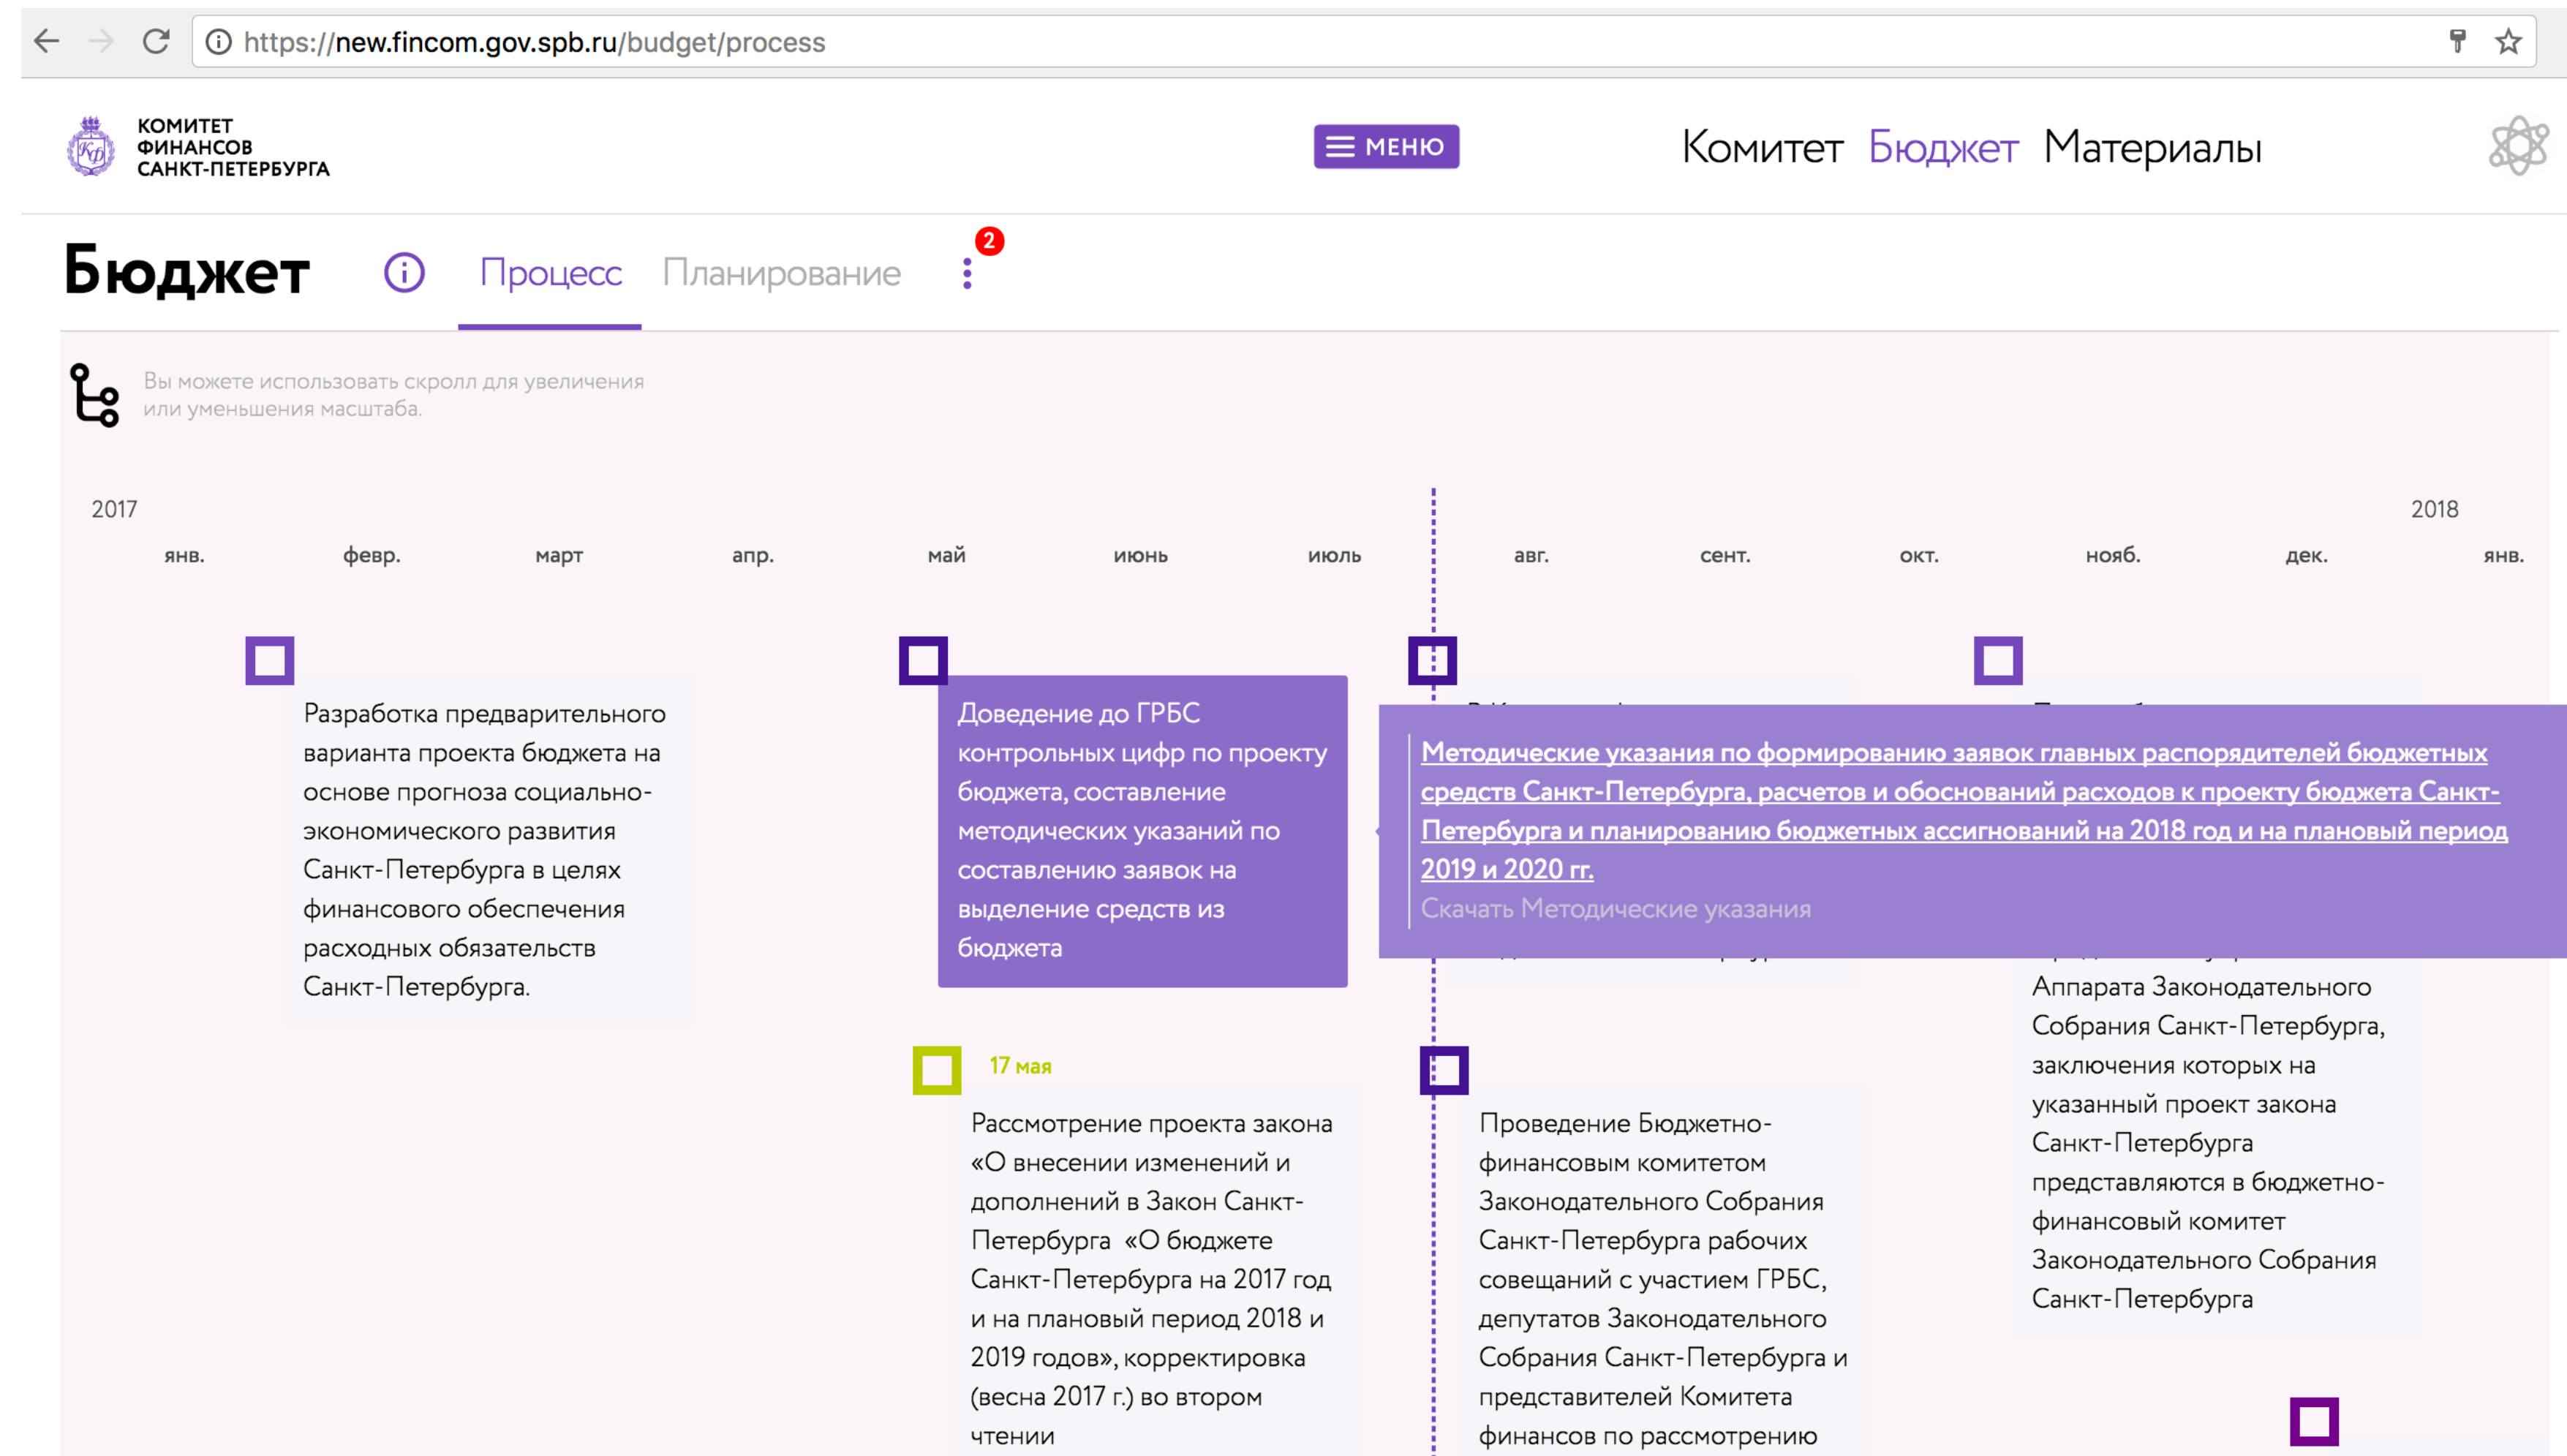 https://new.fincom.gov.spb.ru/budget/process
КОМИТЕТ
ФИНАНСОВ
САНКТ-ПЕТЕРБУРГА
МЕНЮ
Комитет Бюджет Материалы
Бюджет Процесс Планирование 2
Вы можете использовать скролл для увеличения
или уменьшения масштаба.
2017 2018
янв. февр. март апр. май июнь июль авг. сент. окт. нояб. дек. янв.
Разработка предварительного
варианта проекта бюджета на
основе прогноза социально-
экономического развития
Санкт-Петербурга в целях
финансового обеспечения
расходных обязательств
Санкт-Петербурга.
Доведение до ГРБС
контрольных цифр по проекту
бюджета, составление
методических указаний по
составлению заявок на
выделение средств из
бюджета
Методические указания по формированию заявок главных распорядителей бюджетных
средств Санкт-Петербурга, расчетов и обоснований расходов к проекту бюджета Санкт-
Петербурга и планированию бюджетных ассигнований на 2018 год и на плановый период
2019 и 2020 гг.
Скачать Методические указания
17 мая
Рассмотрение проекта закона
«О внесении изменений и
дополнений в Закон Санкт-
Петербурга «О бюджете
Санкт-Петербурга на 2017 год
и на плановый период 2018 и
2019 годов», корректировка
(весна 2017 г.) во втором
чтении
Проведение Бюджетно-
финансовым комитетом
Законодательного Собрания
Санкт-Петербурга рабочих
совещаний с участием ГРБС,
депутатов Законодательного
Собрания Санкт-Петербурга и
представителей Комитета
финансов по рассмотрению
Аппарата Законодательного
Собрания Санкт-Петербурга,
заключения которых на
указанный проект закона
Санкт-Петербурга
представляются в бюджетно-
финансовый комитет
Законодательного Собрания
Санкт-Петербурга